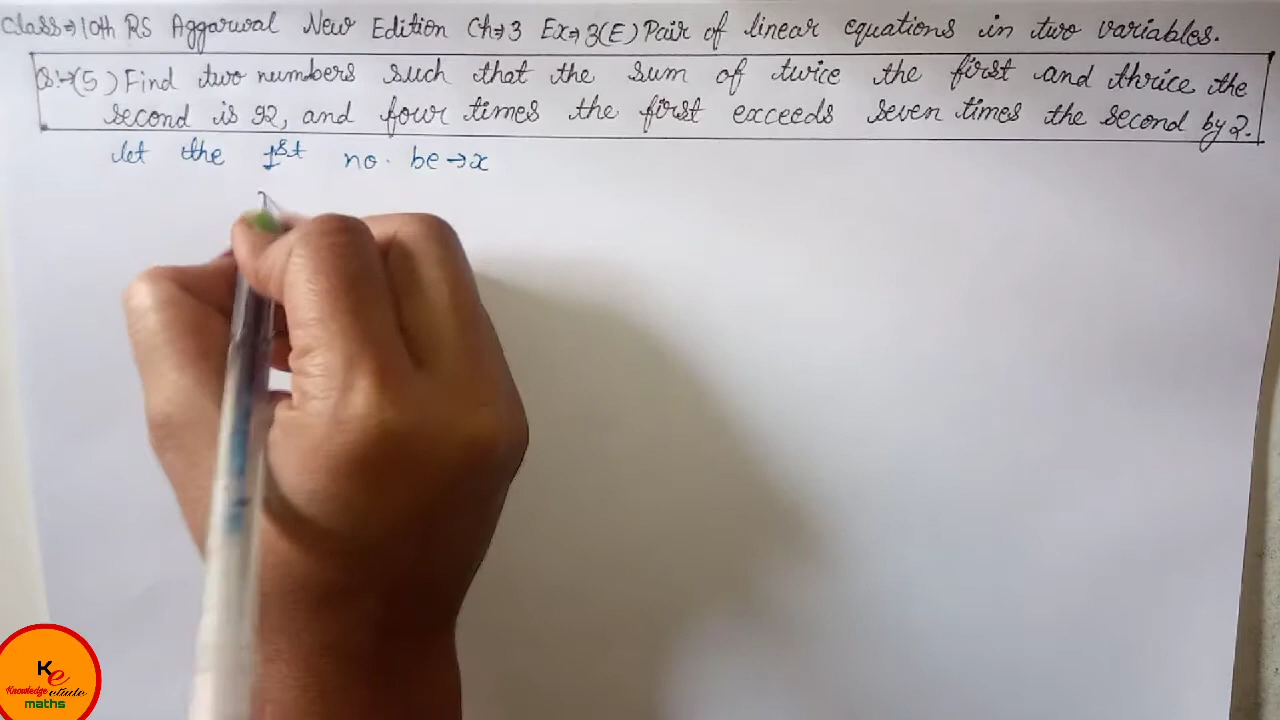 Class→10th RS Aggarwal New Edition Ch→3 Ex→3(E) Pair of linear equations in two variables.
Q:→(5) Find two numbers such that the sum of twice the first and thrice the
second is 92, and four times the first exceeds seven times the second by 2.
let the 1st no. be→x
Ke
Knowledge
maths